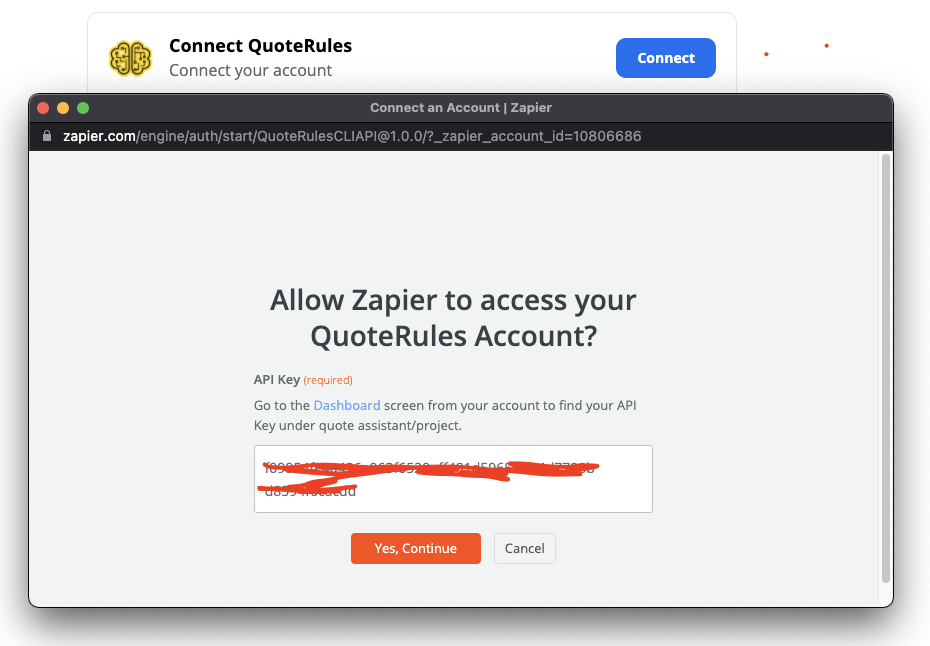 Connect QuoteRules
Connect your account
Connect
Connect an Account | Zapier
zapier.com/engine/auth/start/QuoteRulesCLIAPI@1.0.0/?_zapier_account_id=10806686
Allow Zapier to access your
QuoteRules Account?
API Key (required)
Go to the Dashboard screen from your account to find your API
Key under quote assistant/project.
Yes, Continue
Cancel